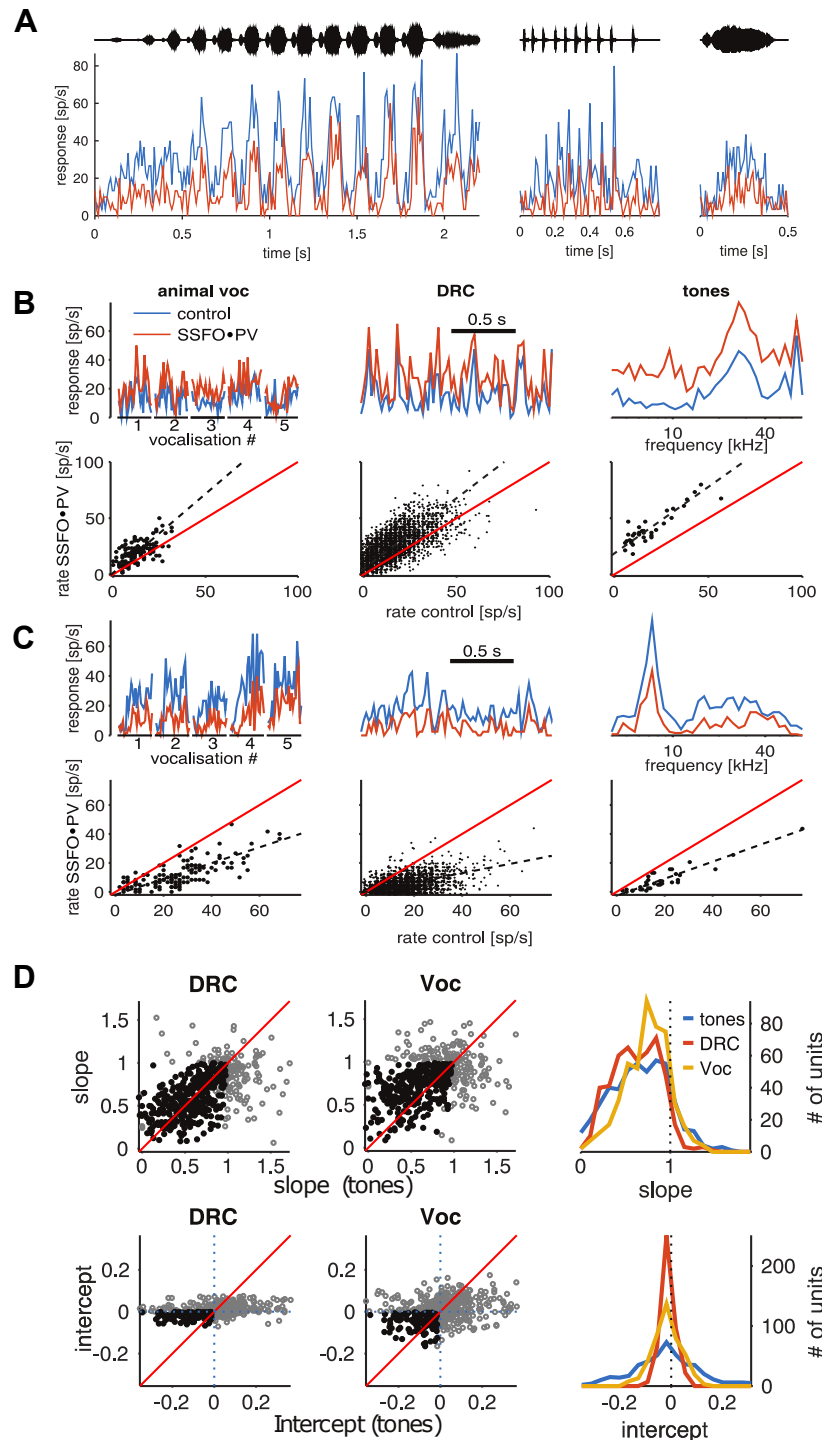 A
response [sp/s]
80
60
40
20
0
0 0.5 1 1.5 2
time [s]
0 0.2 0.4 0.6
time [s]
0 0.5
time [s]
B
animal voc DRC tones
control
SSFO•PV
0.5 s
response [sp/s]
60
40
20
0
1 2 3 4 5
vocalisation #
10 40
frequency [kHz]
rate SSFO•PV [sp/s]
100
50
0
0 50 100
0 50 100
0 50 100
rate control [sp/s]
C
response [sp/s]
80
60
40
20
0
0.5 s
1 2 3 4 5
vocalisation #
10 40
frequency [kHz]
rate SSFO•PV [sp/s]
60
40
20
0
0 20 40 60
0 20 40 60
0 20 40 60
rate control [sp/s]
D
DRC Voc
slope
1.5
1
0.5
0
0 0.5 1 1.5
0 0.5 1 1.5
slope (tones)
tones
DRC
Voc
80
60
40
20
0
# of units
0 1
slope
DRC Voc
intercept
0.2
0
-0.2
-0.2 0 0.2
0.2
0
-0.2
-0.2 0 0.2
Intercept (tones)
200
100
0
# of units
-0.2 0 0.2
intercept